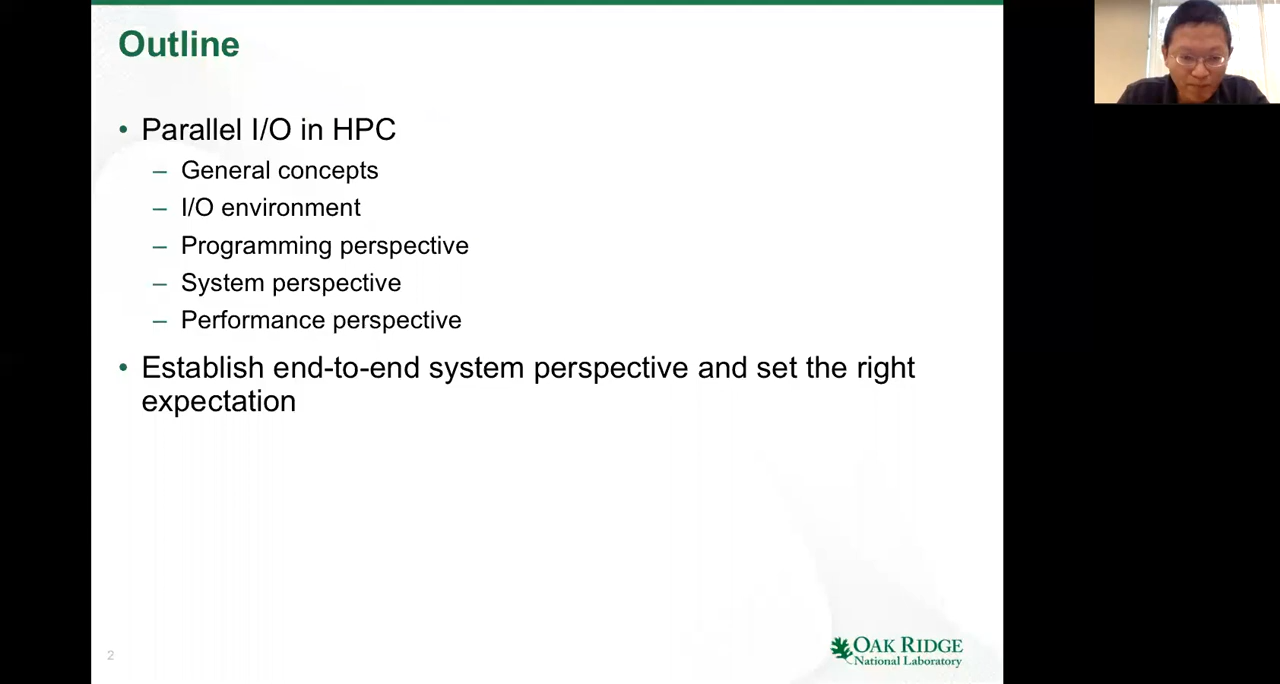 Outline
• Parallel I/O in HPC
– General concepts
– I/O environment
– Programming perspective
– System perspective
– Performance perspective
• Establish end-to-end system perspective and set the right
expectation
2
OAK RIDGE
National Laboratory